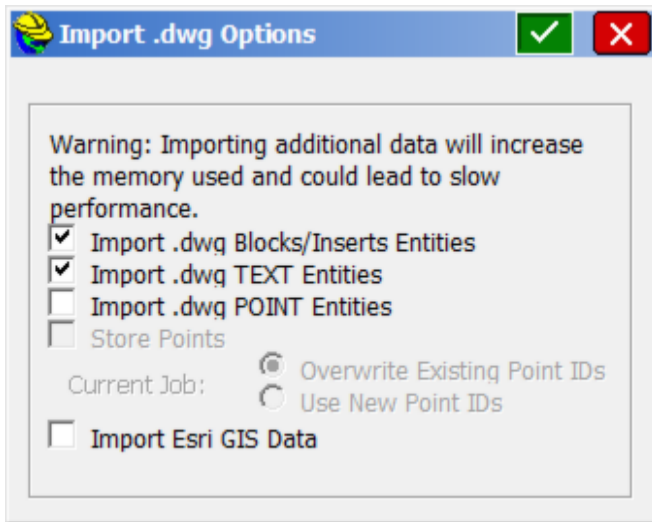 Import .dwg Options
Warning: Importing additional data will increase
the memory used and could lead to slow
performance.
Import .dwg Blocks/Inserts Entities
Import .dwg TEXT Entities
Import .dwg POINT Entities
Store Points
Current Job:
Overwrite Existing Point IDs
Use New Point IDs
Import Esri GIS Data